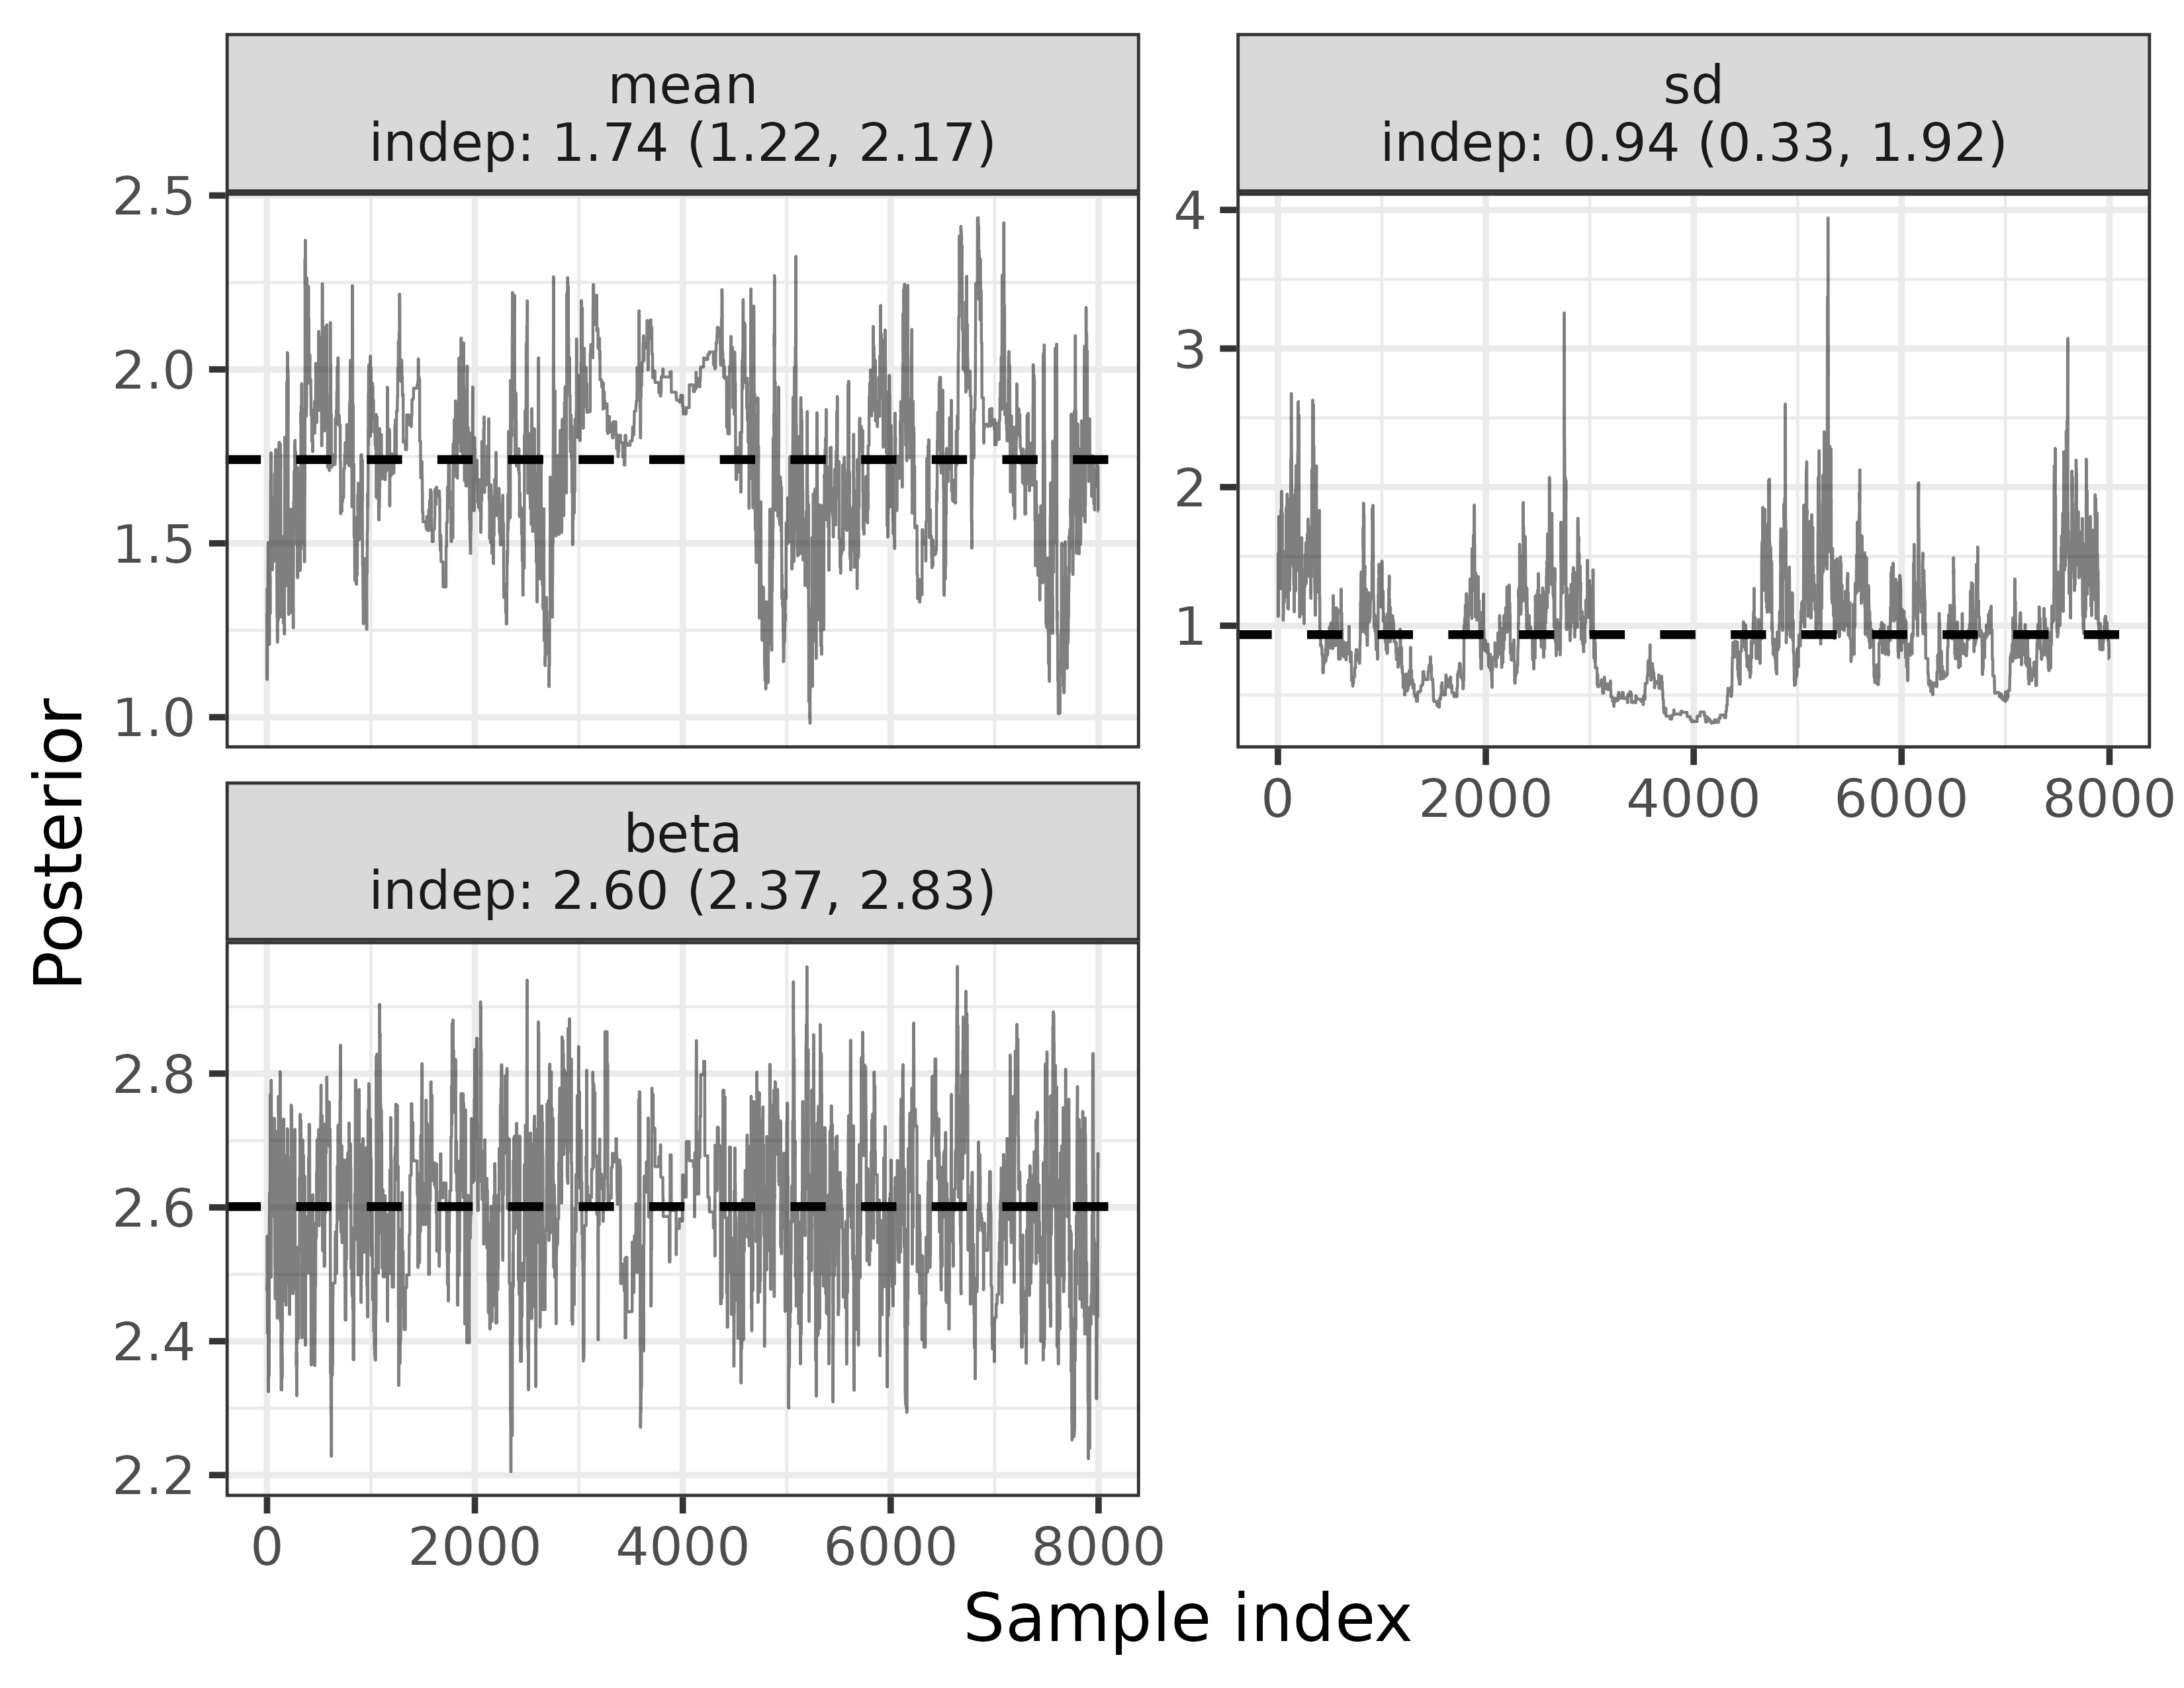 mean
indep: 1.74 (1.22, 2.17)
sd
indep: 0.94 (0.33, 1.92)
2.5
2.0
1.5
1.0
4
3
2
1
0 2000 4000 6000 8000
beta
indep: 2.60 (2.37, 2.83)
2.8
2.6
2.4
2.2
0 2000 4000 6000 8000
Posterior
Sample index